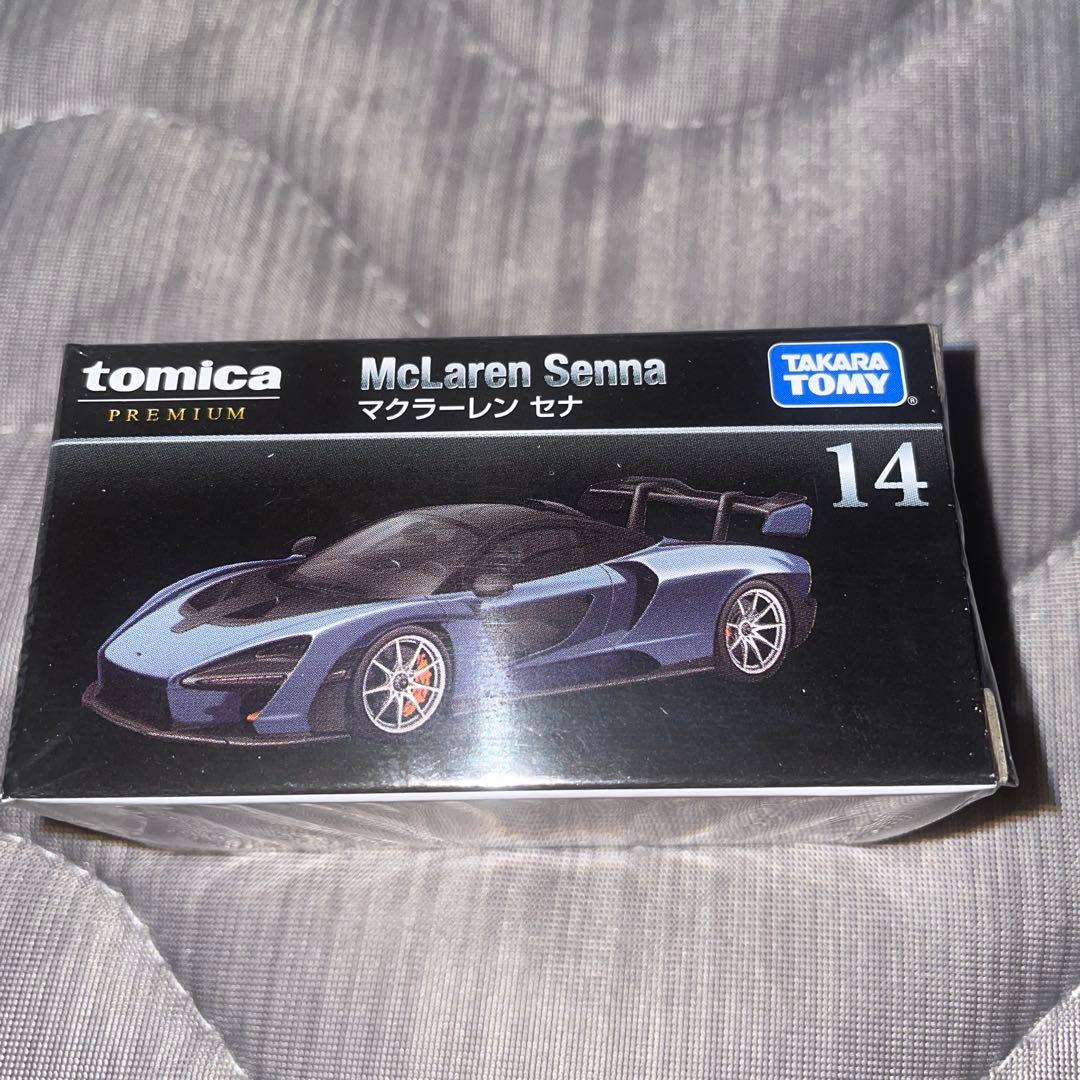 tomica
PREMIUM
McLaren Senna
マクラーレン セナ
TAKARA
TOMY
®
14